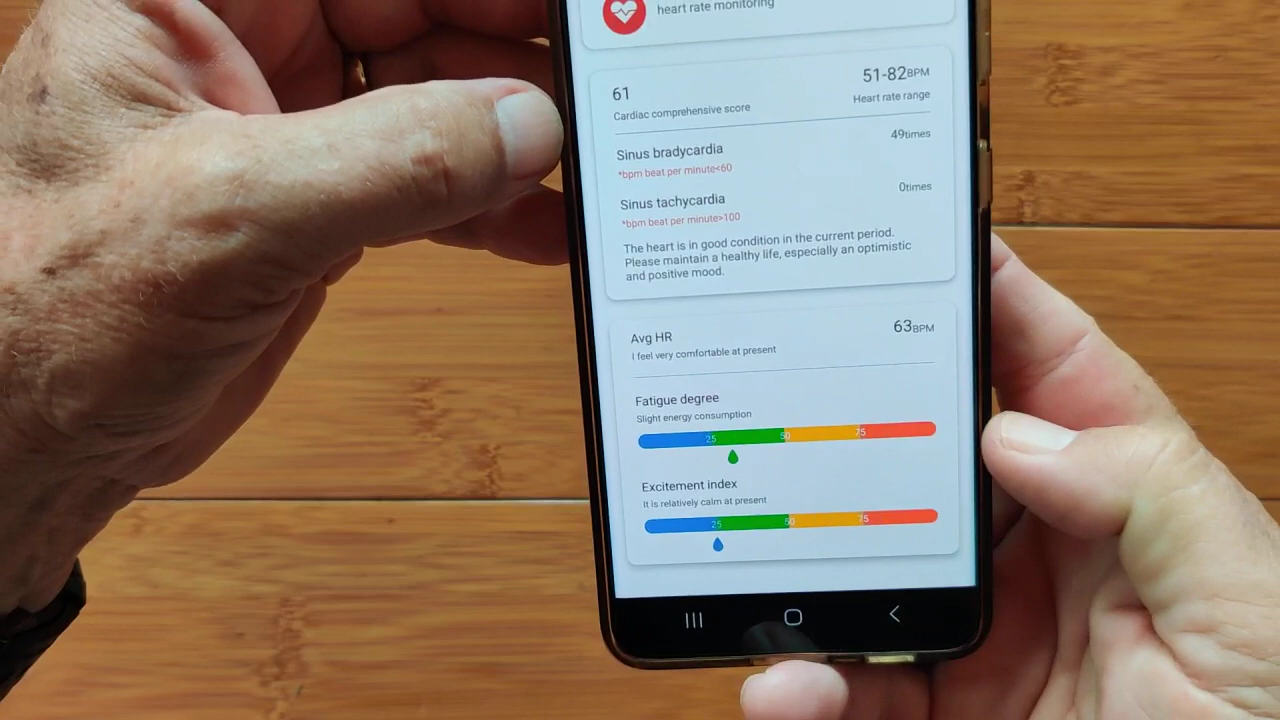 heart rate monitoring
61
51-82BPM
Cardiac comprehensive score
Heart rate range
Sinus bradycardia
49times
*bpm beat per minute<60
Sinus tachycardia
0times
*bpm beat per minute>100
The heart is in good condition in the current period.
Please maintain a healthy life, especially an optimistic
and positive mood.
Avg HR
63BPM
I feel very comfortable at present
Fatigue degree
Slight energy consumption
25 50 75
Excitement index
It is relatively calm at present
25 50 75